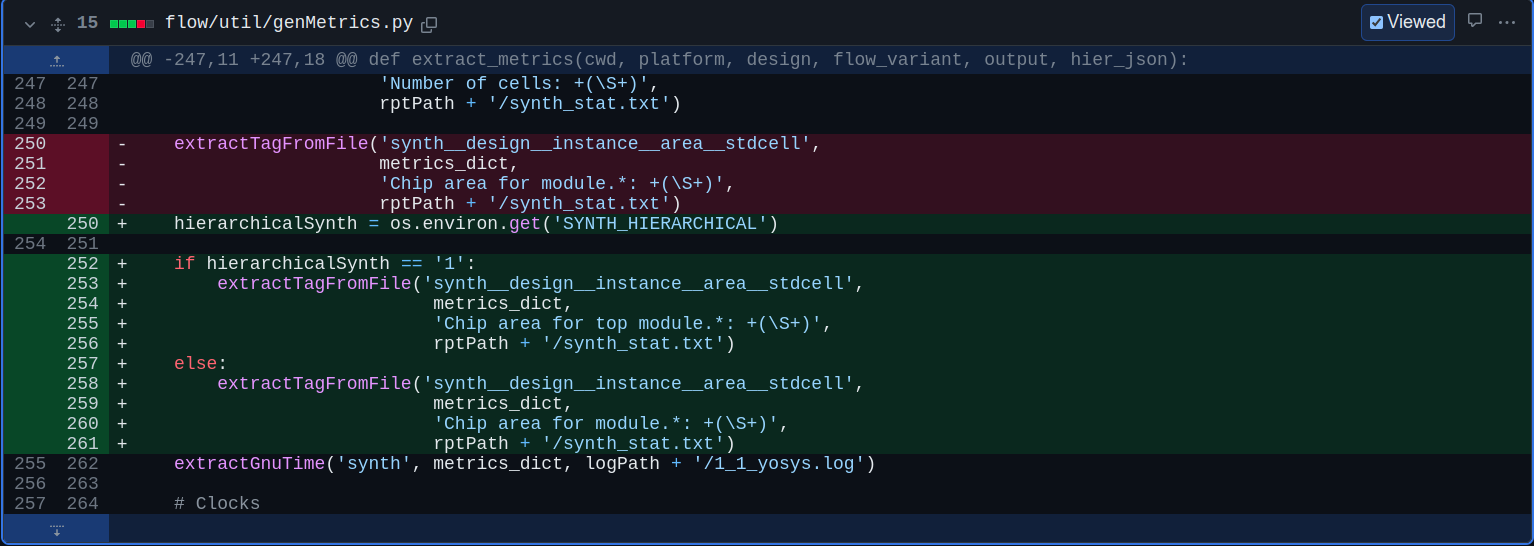 15 flow/util/genMetrics.py Viewed
@@ -247,11 +247,18 @@ def extract_metrics(cwd, platform, design, flow_variant, output, hier_json):
247 247 'Number of cells: +(\S+)',
248 248 rptPath + '/synth_stat.txt')
249 249
250 - extractTagFromFile('synth__design__instance__area__stdcell',
251 - metrics_dict,
252 - 'Chip area for module.*: +(\S+)',
253 - rptPath + '/synth_stat.txt')
250 + hierarchicalSynth = os.environ.get('SYNTH_HIERARCHICAL')
254 251
252 + if hierarchicalSynth == '1':
253 + extractTagFromFile('synth__design__instance__area__stdcell',
254 + metrics_dict,
255 + 'Chip area for top module.*: +(\S+)',
256 + rptPath + '/synth_stat.txt')
257 + else:
258 + extractTagFromFile('synth__design__instance__area__stdcell',
259 + metrics_dict,
260 + 'Chip area for module.*: +(\S+)',
261 + rptPath + '/synth_stat.txt')
255 262 extractGnuTime('synth', metrics_dict, logPath + '/1_1_yosys.log')
256 263
257 264 # Clocks